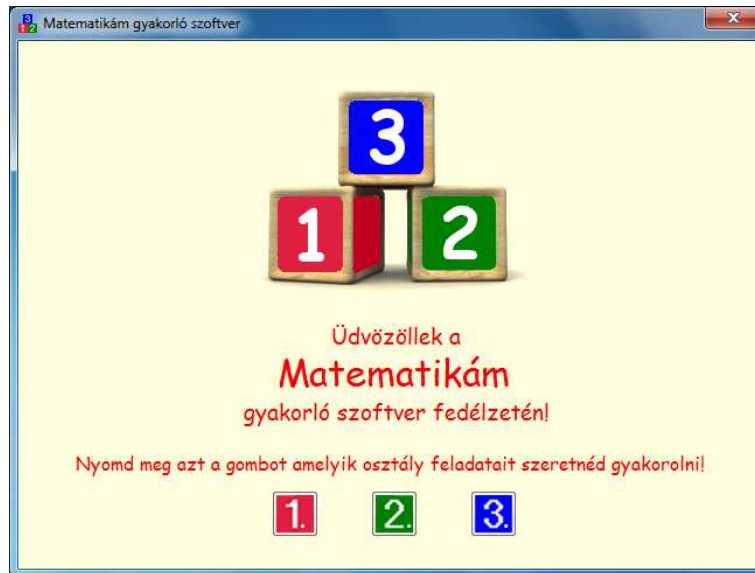 Matematikám gyakorló szoftver
3
1 2
Üdvözöllek a
Matematikám
gyakorló szoftver fedélzetén!
Nyomd meg azt a gombot amelyik osztály feladatait szeretnéd gyakorolni!
1. 2. 3.